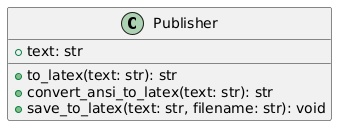 C Publisher
text: str
to_latex(text: str): str
convert_ansi_to_latex(text: str): str
save_to_latex(text: str, filename: str): void